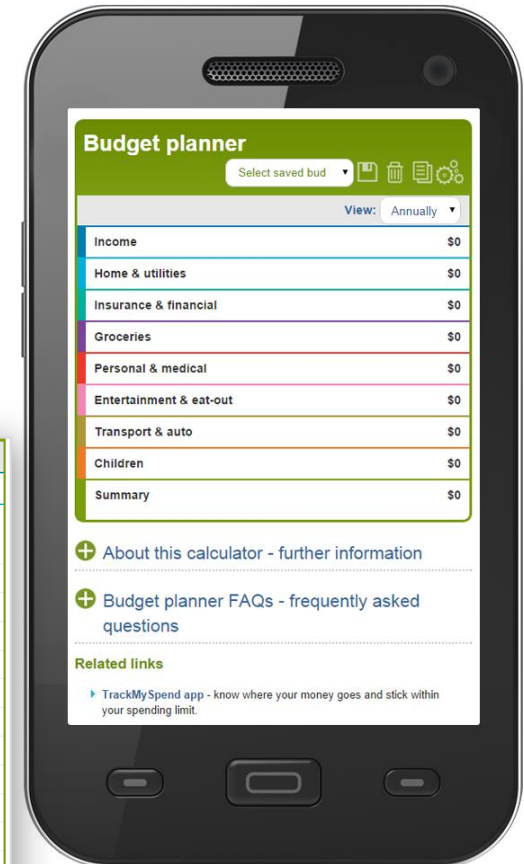 Budget planner
Select saved bud
View: Annually
Income $0
Home & utilities $0
Insurance & financial $0
Groceries $0
Personal & medical $0
Entertainment & eat-out $0
Transport & auto $0
Children $0
Summary $0
About this calculator - further information
Budget planner FAQs - frequently asked
questions
Related links
TrackMySpend app - know where your money goes and stick within
your spending limit.